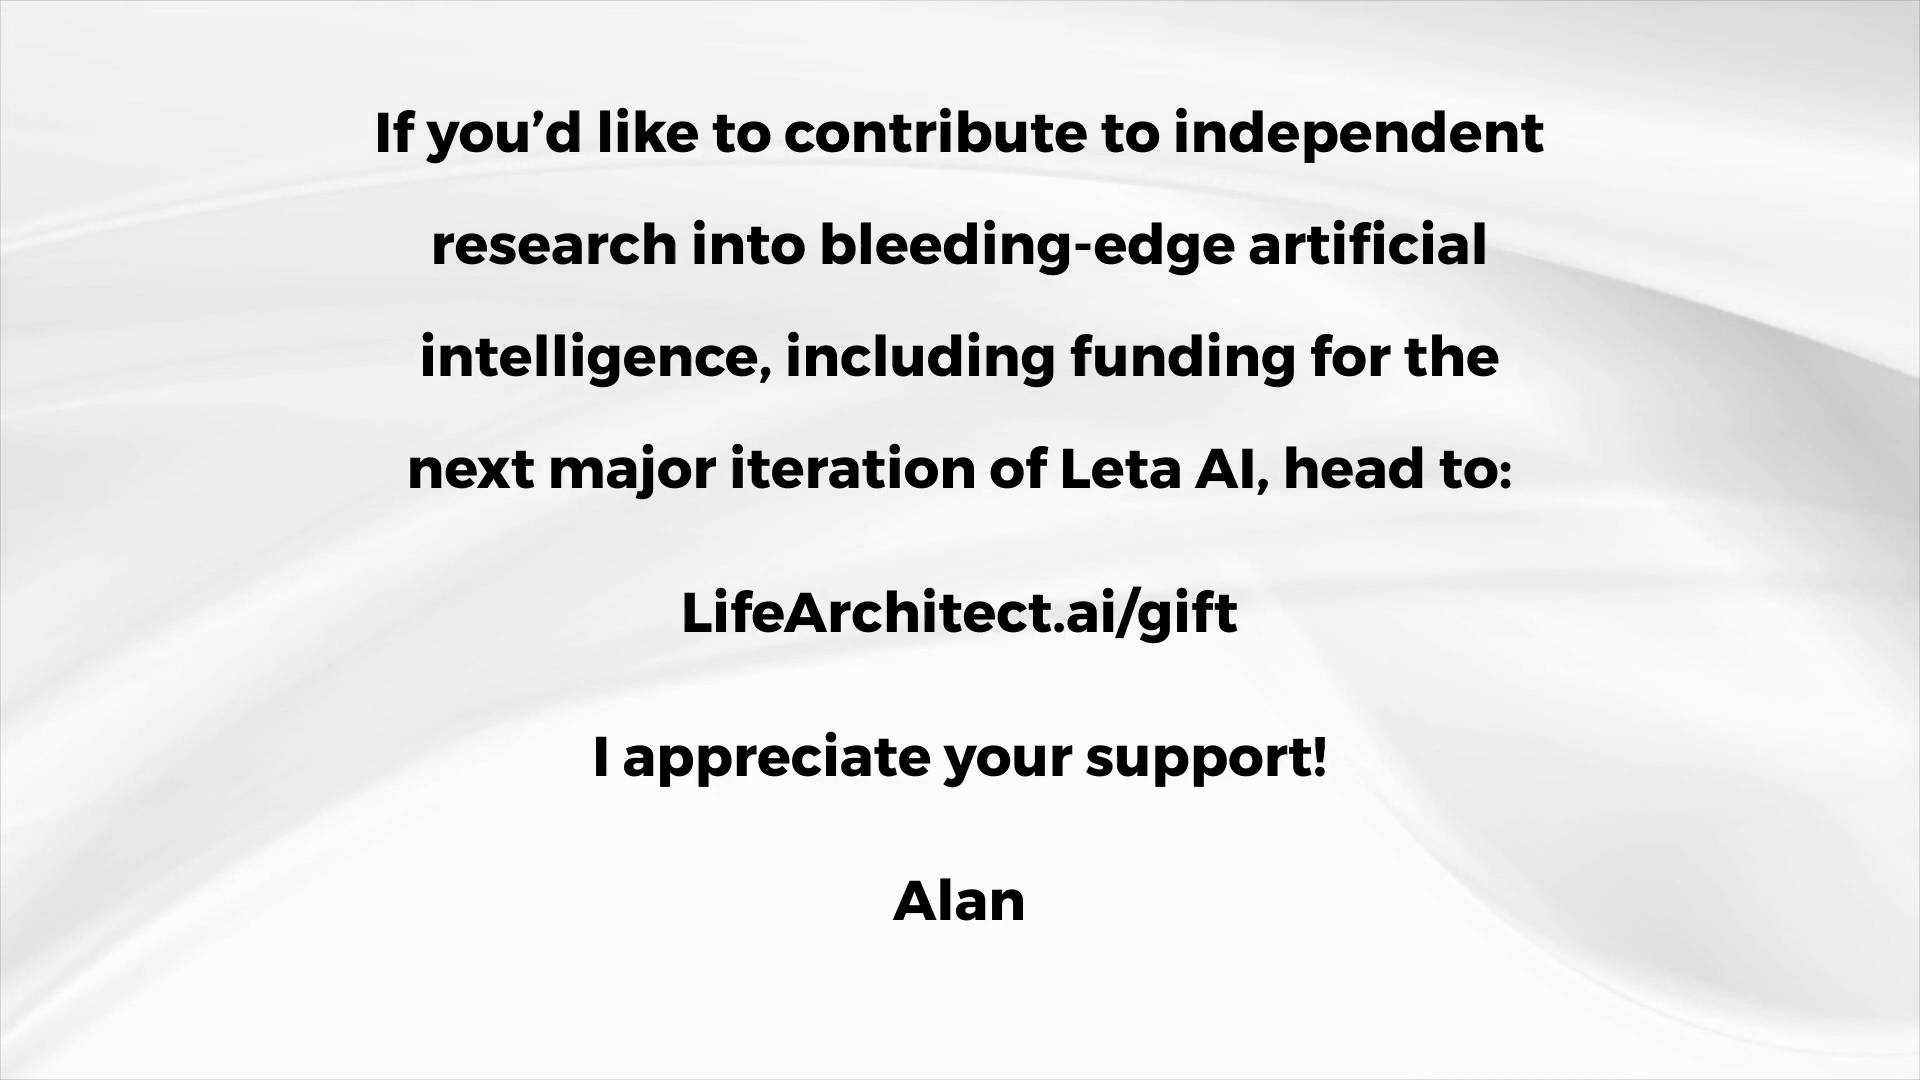 If you’d like to contribute to independent
research into bleeding-edge artificial
intelligence, including funding for the
next major iteration of Leta AI, head to:
LifeArchitect.ai/gift
I appreciate your support!
Alan